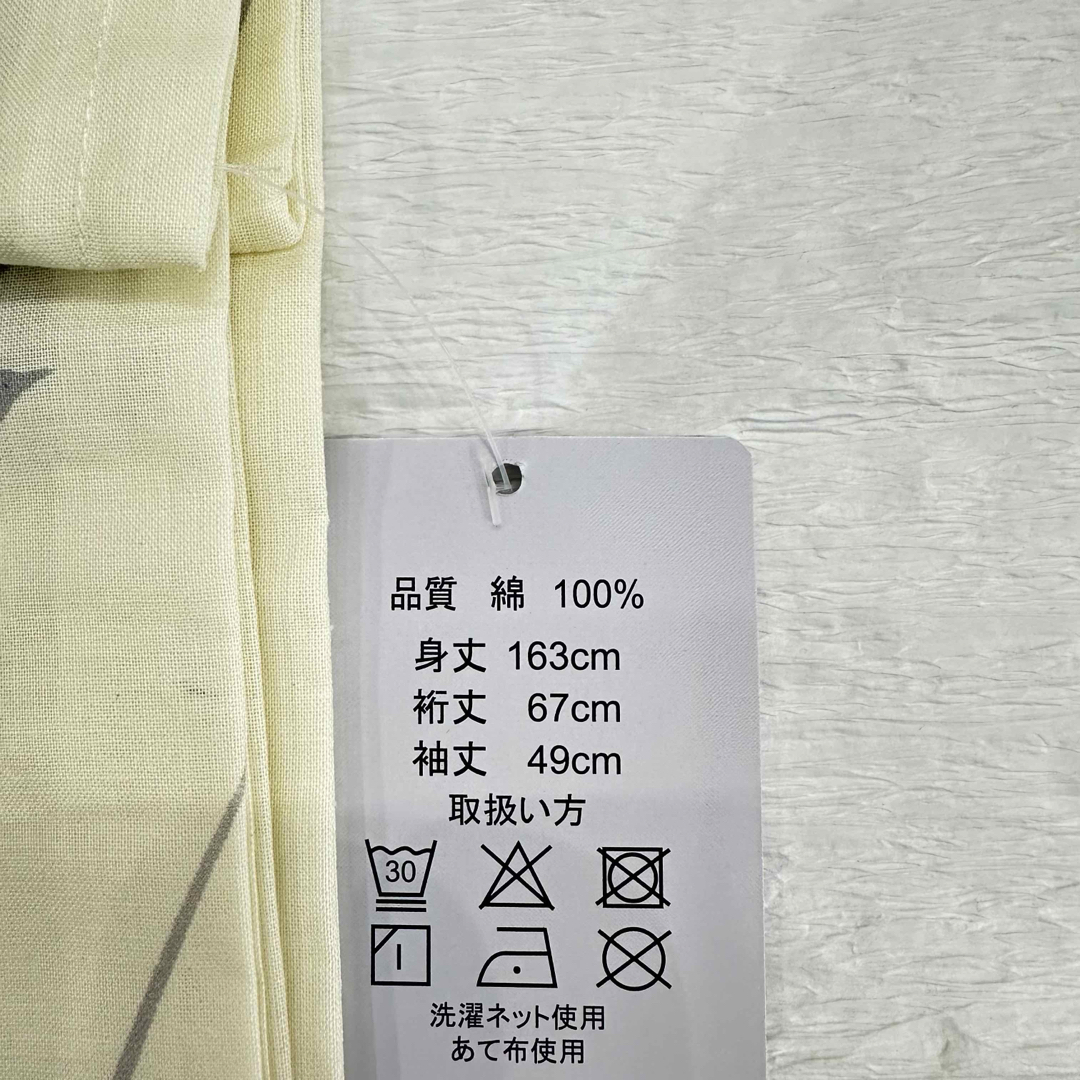 品質 綿 100%
身丈 163cm
裄丈 67cm
袖丈 49cm
取扱い方
30
洗濯ネット使用
あて布使用